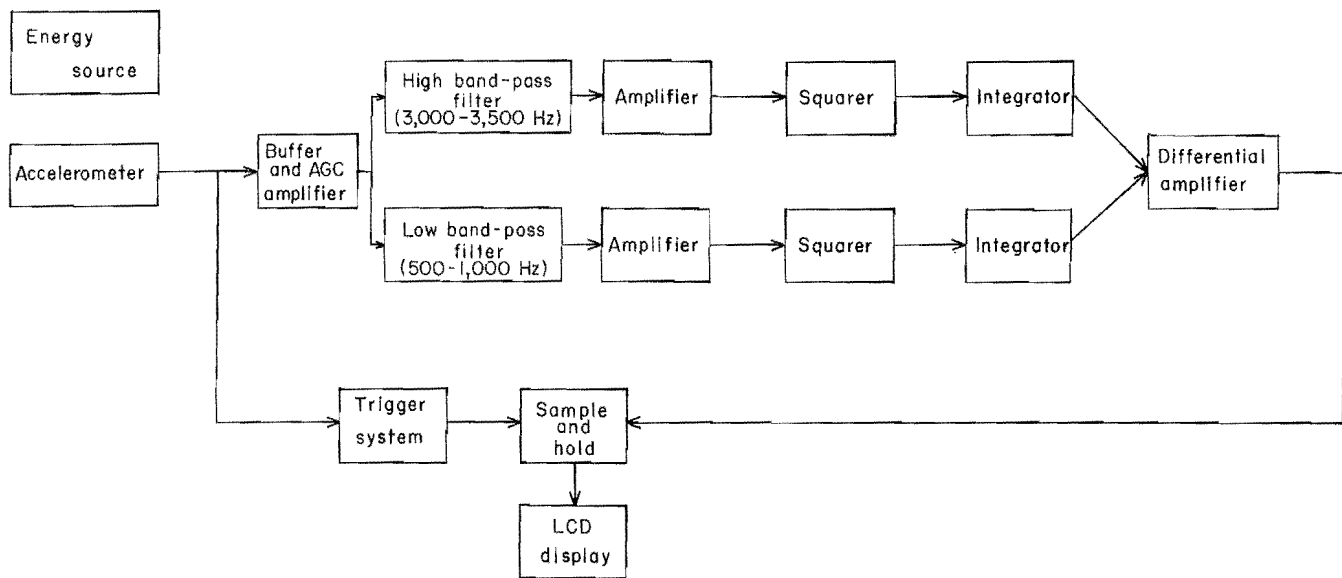 Energy
source
Accelerometer
Buffer
and AGC
amplifier
High band-pass
filter
(3,000-3,500 Hz)
Amplifier
Squarer
Integrator
Low band-poss
filter
(500-1,000 Hz)
Amplifier
Squarer
Integrator
Differential
amplifier
Trigger
system
Sample
and
hold
LCD
display